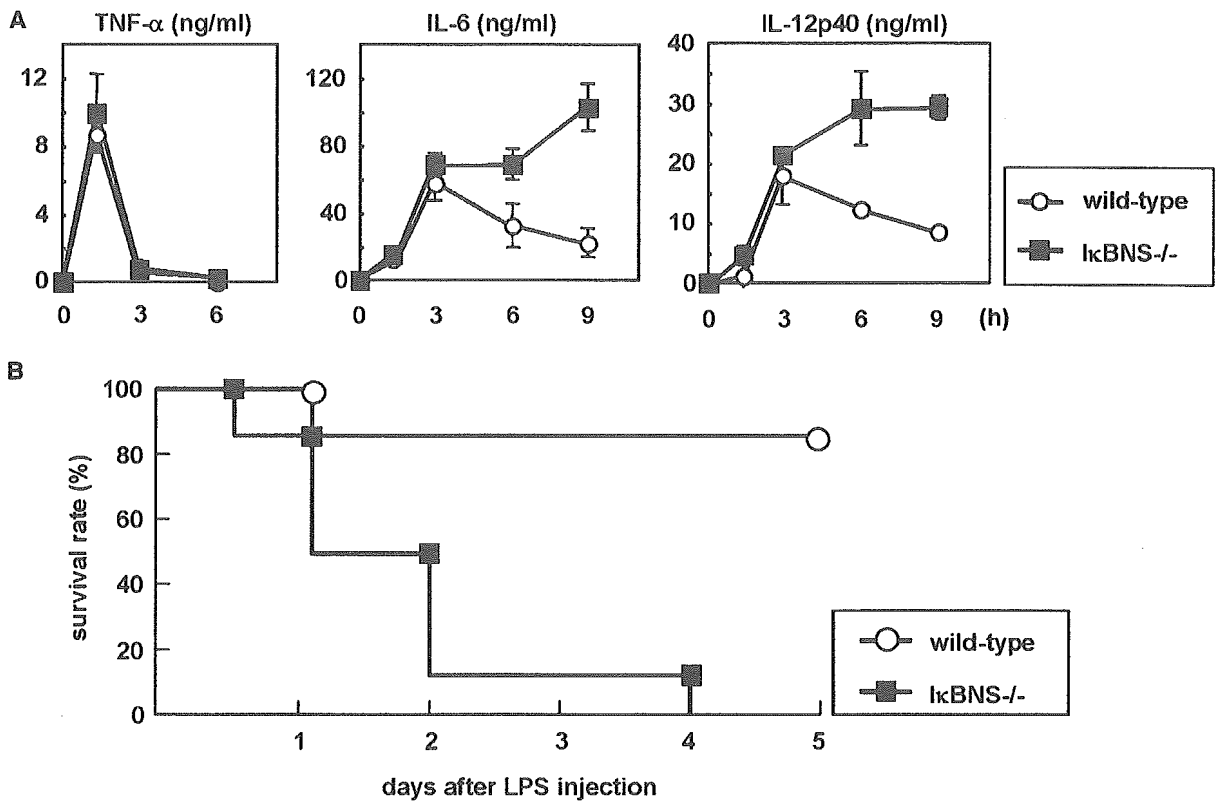 A
TNF-α (ng/ml)
IL-6 (ng/ml)
IL-12p40 (ng/ml)
12
8
4
0
0
3
6
120
80
40
0
0
3
6
9
40
30
20
10
0
0
3
6
9
(h)
wild-type
IκBNS-/-
B
survival rate (%)
100
80
60
40
20
0
1
2
3
4
5
days after LPS injection
wild-type
IκBNS-/-